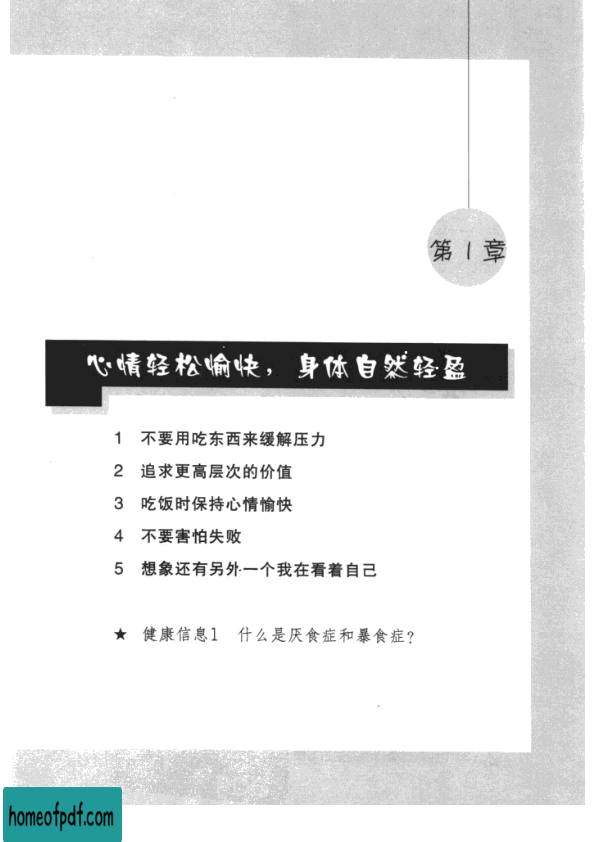 第1章
心情轻松愉快，身体自然轻盈
1 不要用吃东西来缓解压力
2 追求更高层次的价值
3 吃饭时保持心情愉快
4 不要害怕失败
5 想象还有另外一个我在看着自己
★ 健康信息1 什么是厌食症和暴食症？
homeofpdf.com